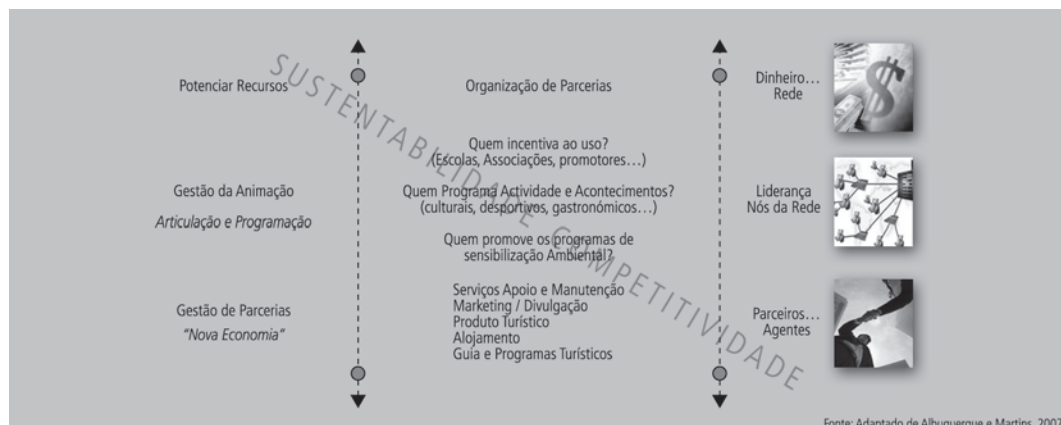 SUSTENTABILIDADE COMPETITIVIDADE
Potenciar Recursos
Organização de Parcerias
Dinheiro…
Rede
Quem incentiva ao uso?
(Escolas, Associações, promotores…)
Gestão da Animação
Articulação e Programação
Quem Programa Actividade e Acontecimentos?
(culturais, desportivos, gastronómicos…)
Liderança
Nós da Rede
Quem promove os programas de
sensibilização Ambiental?
Gestão de Parcerias
“Nova Economia”
Serviços Apoio e Manutenção
Marketing / Divulgação
Produto Turístico
Alojamento
Guia e Programas Turísticos
Parceiros…
Agentes
Fonte: Adaptado de Albuquerque e Martins, 2007